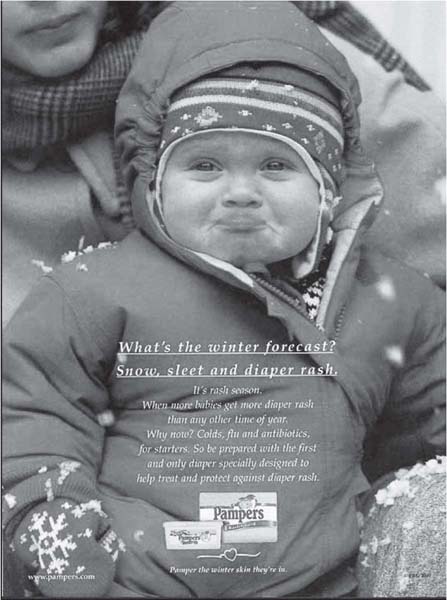 What's the winter forecast?
Snow, sleet and diaper rash.
It's rash season.
When more babies get more diaper rash
than any other time of year.
Why now? Colds, flu and antibiotics,
for starters. So be prepared with the first
and only diaper specially designed to
help treat and protect against diaper rash.
Pampers
Pampers
Pamper the winter skin they're in.
www.pampers.com